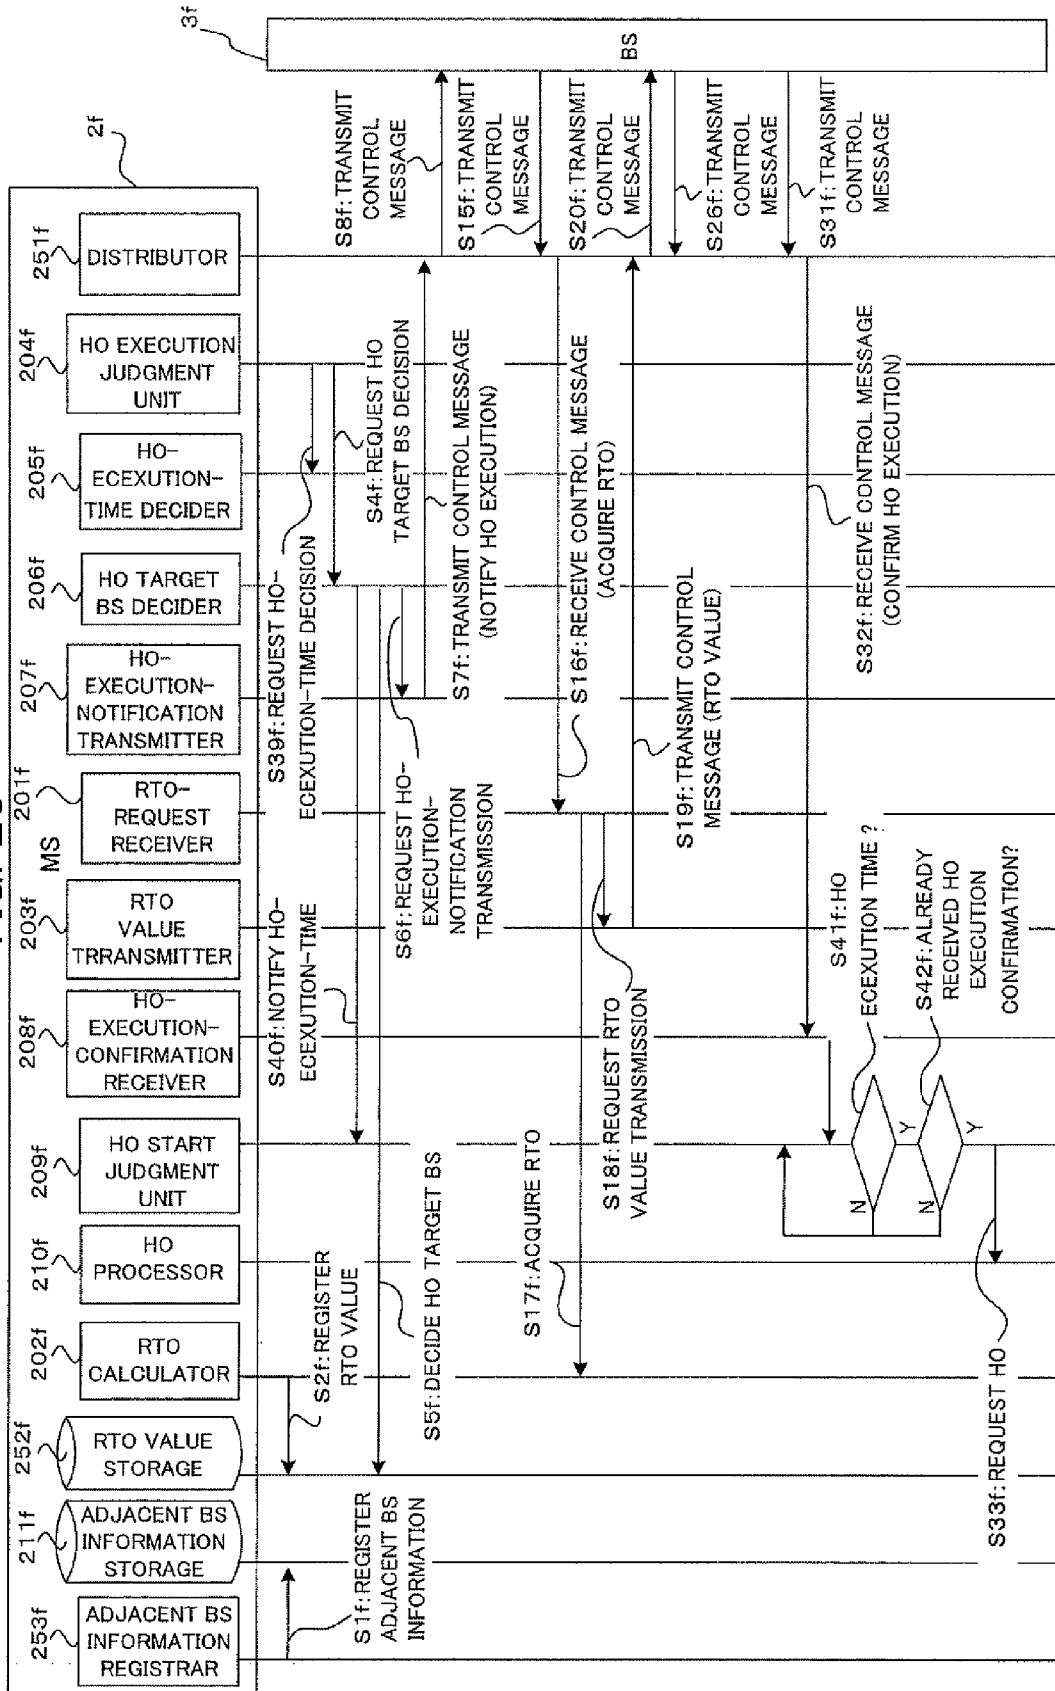 MS
2f
3f
253f
ADJACENT BS
INFORMATION
REGISTRAR
211f
ADJACENT BS
INFORMATION
STORAGE
252f
RTO VALUE
STORAGE
202f
RTO
CALCULATOR
210f
HO
PROCESSOR
209f
HO START
JUDGMENT
UNIT
208f
HO-
EXECUTION-
CONFIRMATION
RECEIVER
203f
RTO
VALUE
TRRANSMITTER
201f
RTO-
REQUEST
RECEIVER
207f
HO-
EXECUTION-
NOTIFICATION
TRANSMITTER
206f
HO TARGET
BS DECIDER
205f
HO-
ECEXUTION-
TIME DECIDER
204f
HO EXECUTION
JUDGMENT
UNIT
251f
DISTRIBUTOR
BS
S1f:REGISTER
ADJACENT BS
INFORMATION
S2f:REGISTER
RTO VALUE
S39f:REQUEST HO-
ECEXUTION-TIME DECISION
S4f:REQUEST HO
TARGET BS DECISION
S40f:NOTIFY HO-
ECEXUTION-TIME
S5f:DECIDE HO TARGET BS
S6f:REQUEST HO-
EXECUTION-
NOTIFICATION
TRANSMISSION
S7f:TRANSMIT CONTROL MESSAGE
(NOTIFY HO EXECUTION)
S8f:TRANSMIT
CONTROL
MESSAGE
S15f:TRANSMIT
CONTROL
MESSAGE
S16f:RECEIVE CONTROL MESSAGE
(ACQUIRE RTO)
S17f:ACQUIRE RTO
S18f:REQUEST RTO
VALUE TRANSMISSION
S19f:TRANSMIT CONTROL
MESSAGE (RTO VALUE)
S20f:TRANSMIT
CONTROL
MESSAGE
S26f:TRANSMIT
CONTROL
MESSAGE
S31f:TRANSMIT
CONTROL
MESSAGE
S32f:RECEIVE CONTROL MESSAGE
(CONFIRM HO EXECUTION)
S41f:HO
ECEXUTION TIME ?
S42f:ALREADY
RECEIVED HO
EXECUTION
CONFIRMATION?
N
Y
N
Y
S33f:REQUEST HO